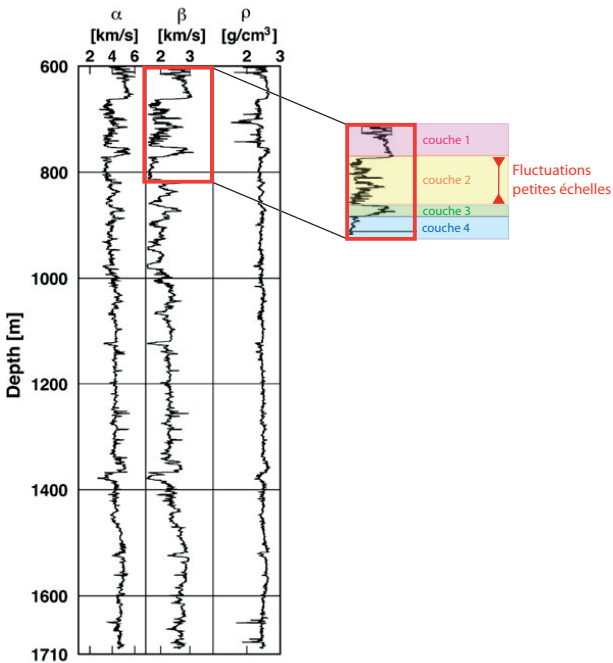 α β ρ
[km/s] [km/s] [g/cm³]
2 4 6 2 3 2 3
600
800
1000
1200
1400
1600
1710
Depth [m]
couche 1
couche 2
couche 3
couche 4
Fluctuations
petites échelles